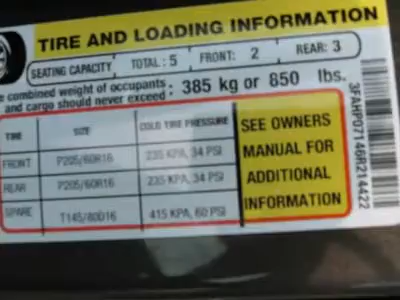 TIRE AND LOADING INFORMATION
SEATING CAPACITY TOTAL : 5 FRONT: 2 REAR: 3
combined weight of occupants
and cargo should never exceed : 385 kg or 850 lbs.
TIRE SIZE COLD TIRE PRESSURE
FRONT P205/60R16 235 KPA, 34 PSI
REAR P205/60R16 235 KPA, 34 PSI
SPARE T145/80D16 415 KPA, 60 PSI
SEE OWNERS
MANUAL FOR
ADDITIONAL
INFORMATION
3FAHP07146R214422